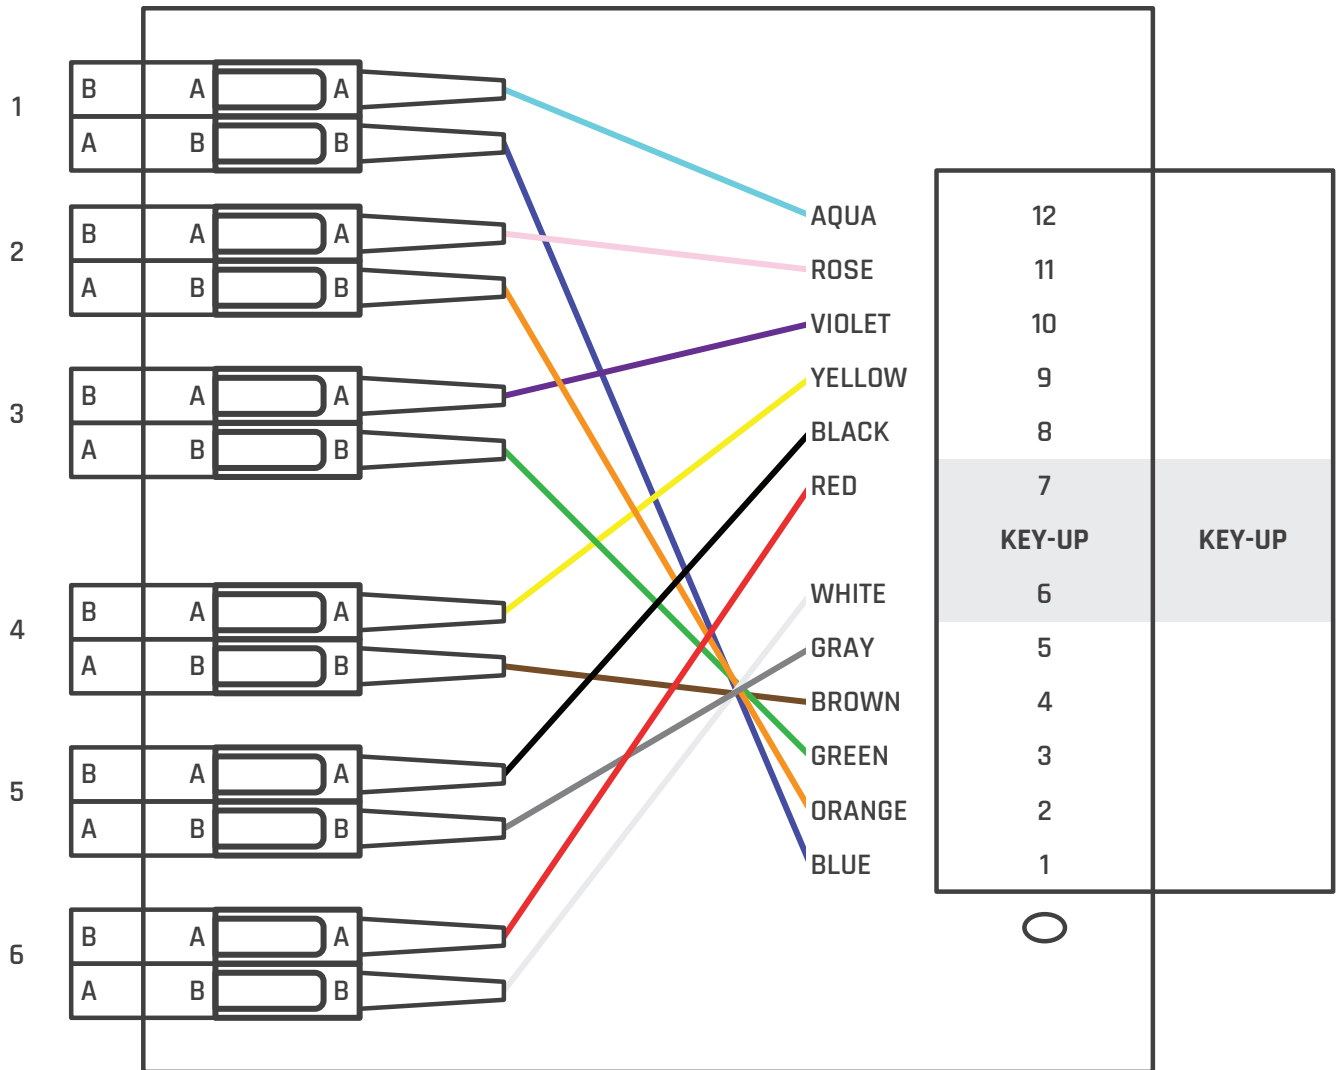 1
B A A
A B B
2
B A A
A B B
3
B A A
A B B
4
B A A
A B B
5
B A A
A B B
6
B A A
A B B
AQUA 12
ROSE 11
VIOLET 10
YELLOW 9
BLACK 8
RED 7
KEY-UP KEY-UP
WHITE 6
GRAY 5
BROWN 4
GREEN 3
ORANGE 2
BLUE 1